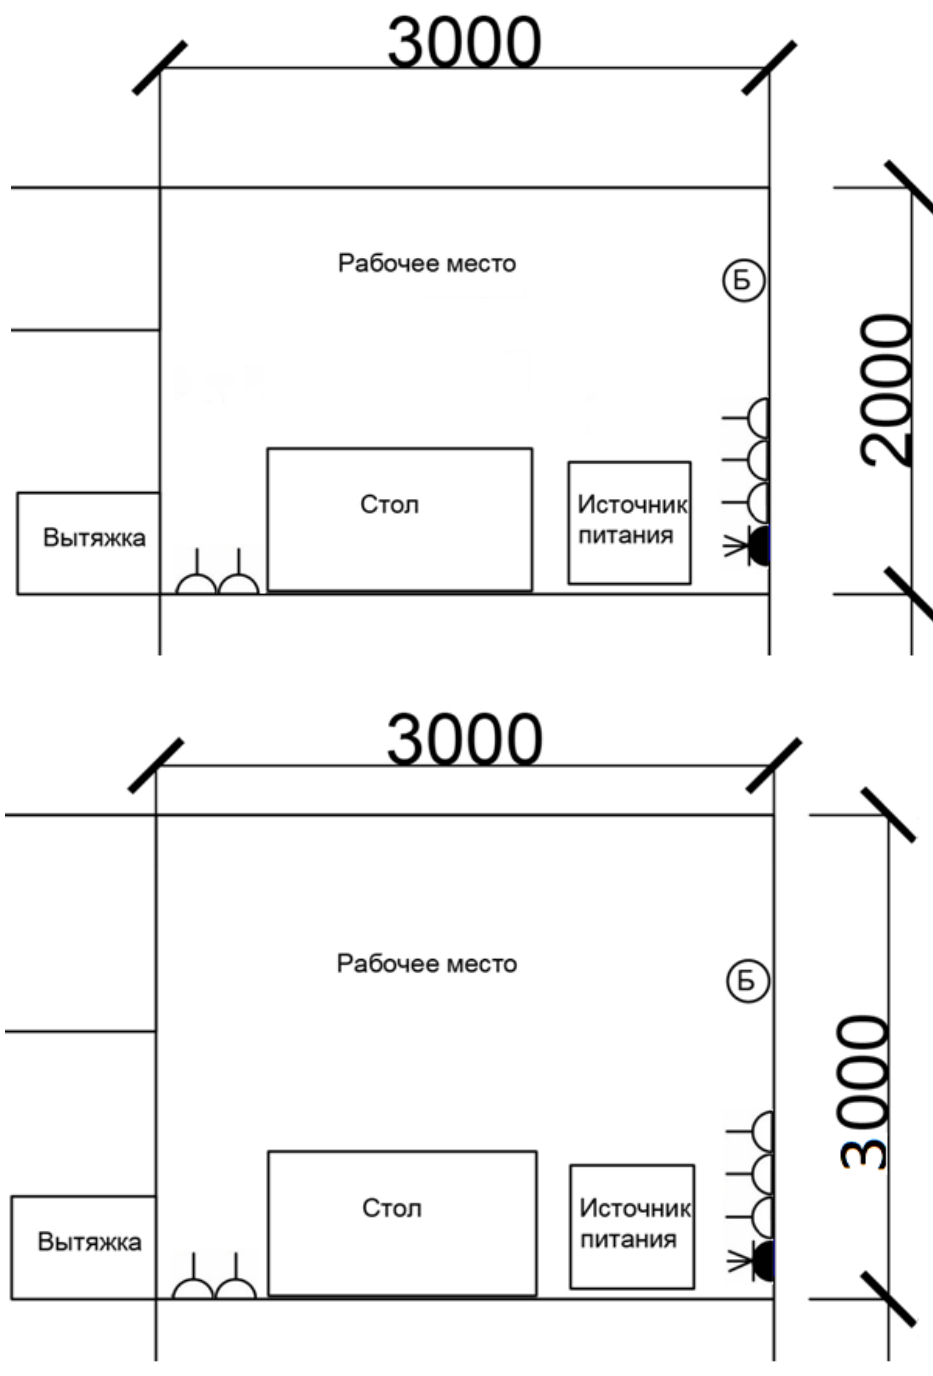 3000
Рабочее место
Б
2000
Стол
Источник
питания
Вытяжка
3000
Рабочее место
Б
3000
Стол
Источник
питания
Вытяжка